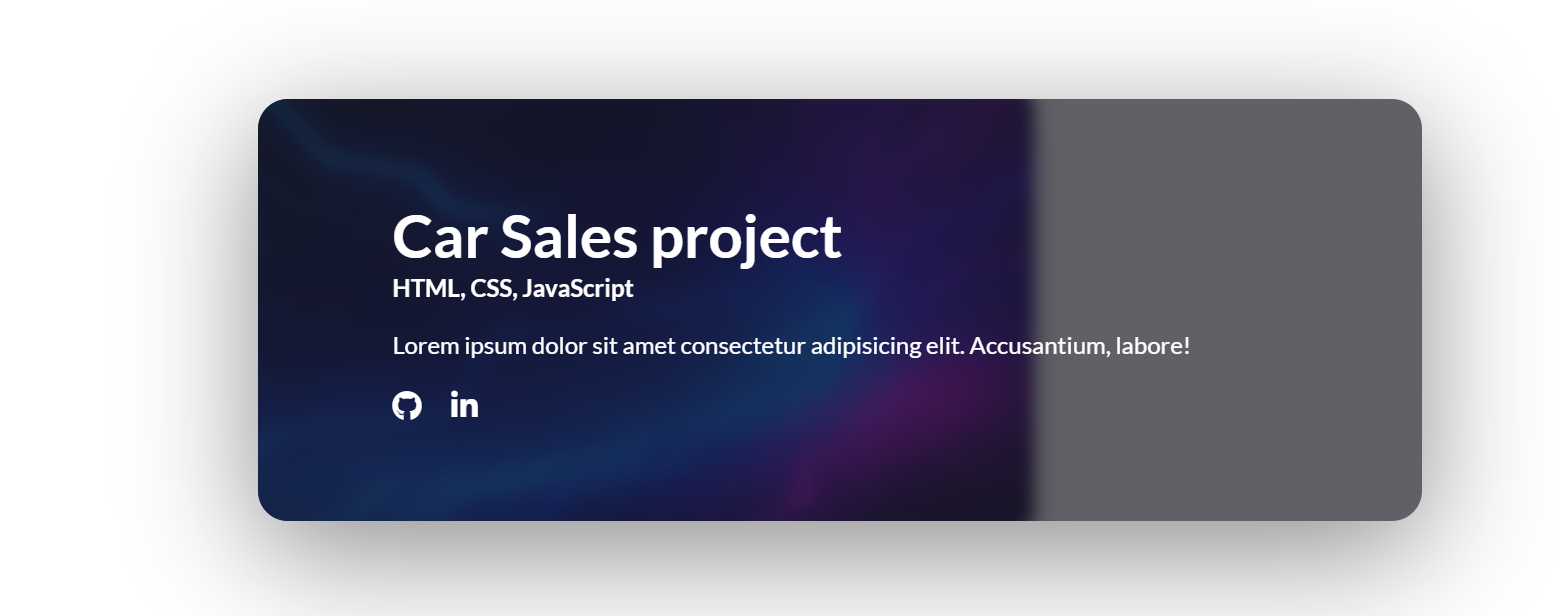 Car Sales project
HTML, CSS, JavaScript
Lorem ipsum dolor sit amet consectetur adipisicing elit. Accusantium, labore!
in